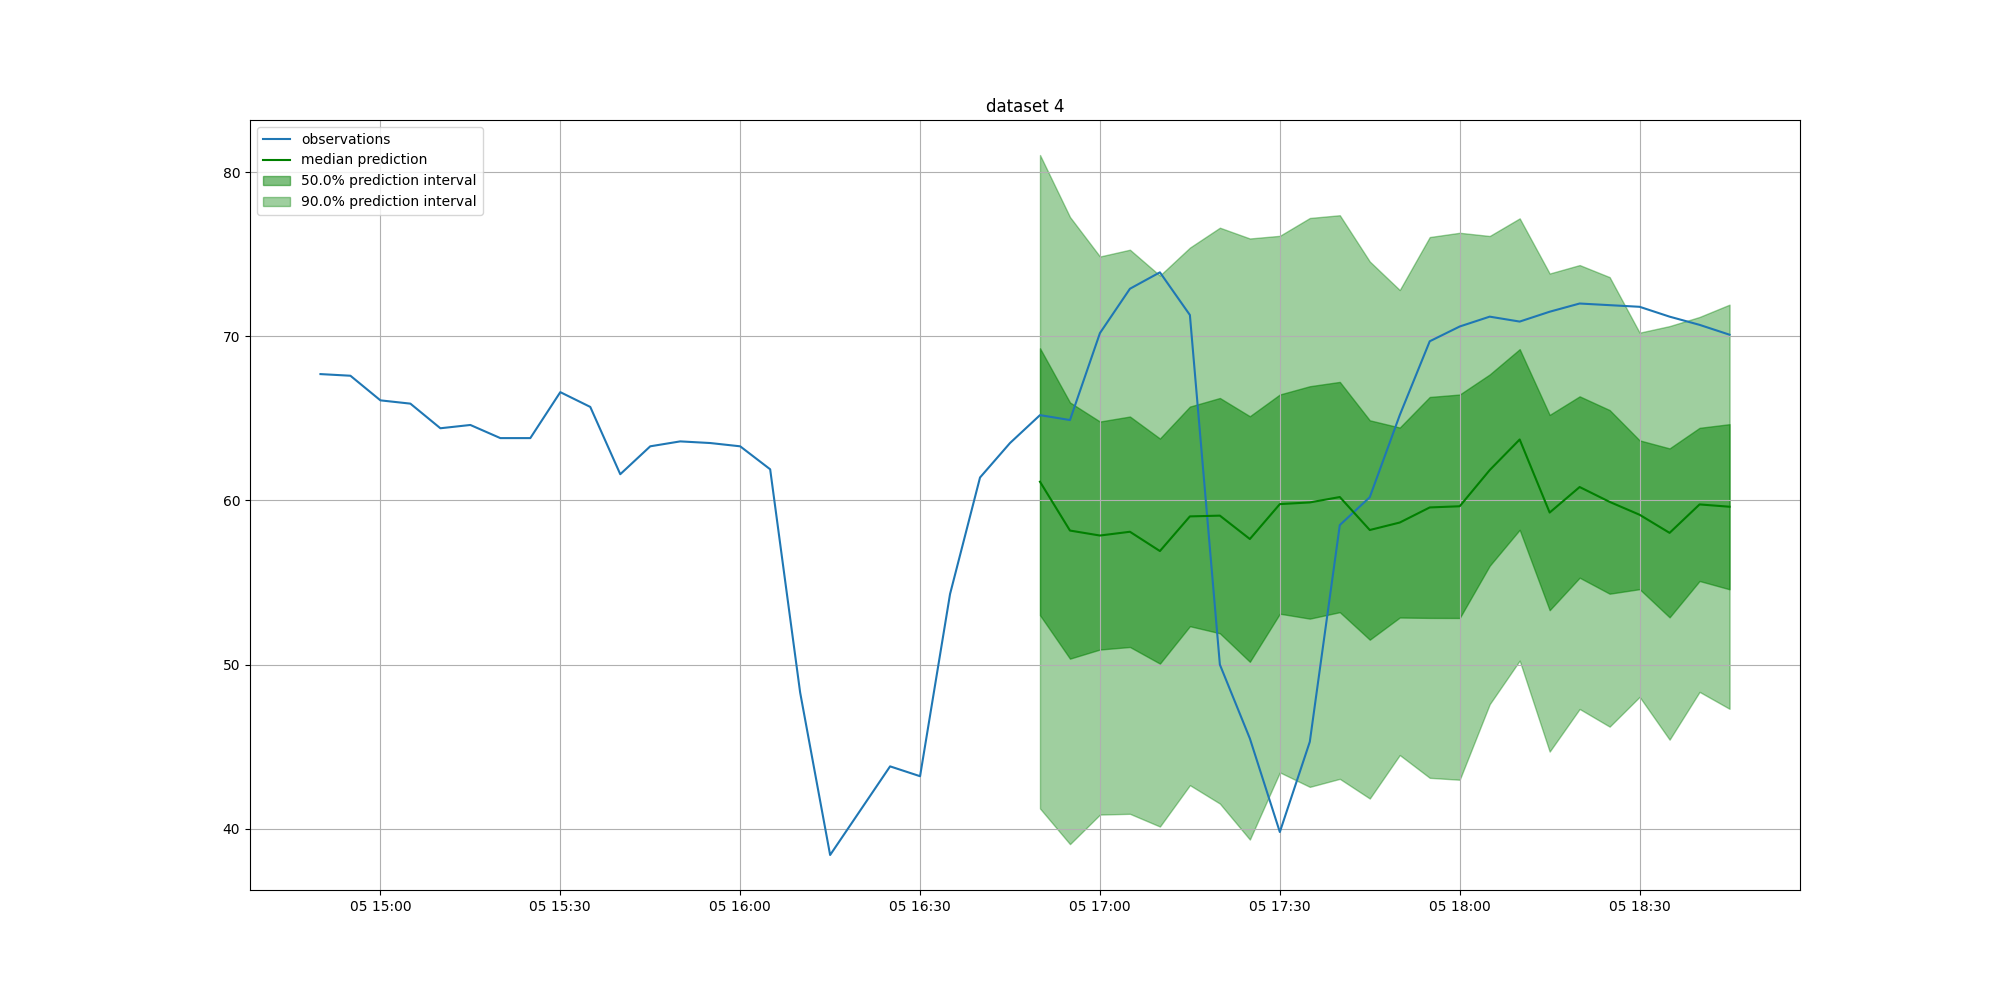 dataset 4
observations
median prediction
50.0% prediction interval
90.0% prediction interval
80
70
60
50
40
05 15:00
05 15:30
05 16:00
05 16:30
05 17:00
05 17:30
05 18:00
05 18:30